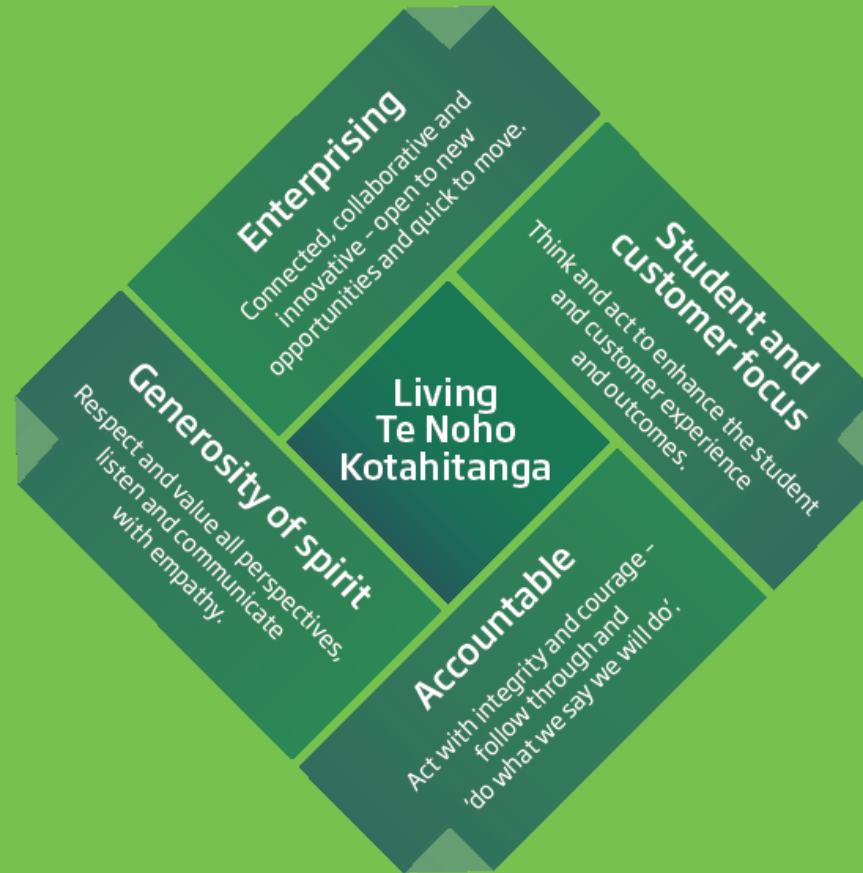 Enterprising
Connected, collaborative and
innovative - open to new
opportunities and quick to move.
Student and
customer focus
Think and act to enhance the student
and customer experience
and outcomes.
Living
Te Noho
Kotahitanga
Generosity of spirit
Respect and value all perspectives,
listen and communicate
with empathy.
Accountable
Act with integrity and courage –
follow through and
‘do what we say we will do’.